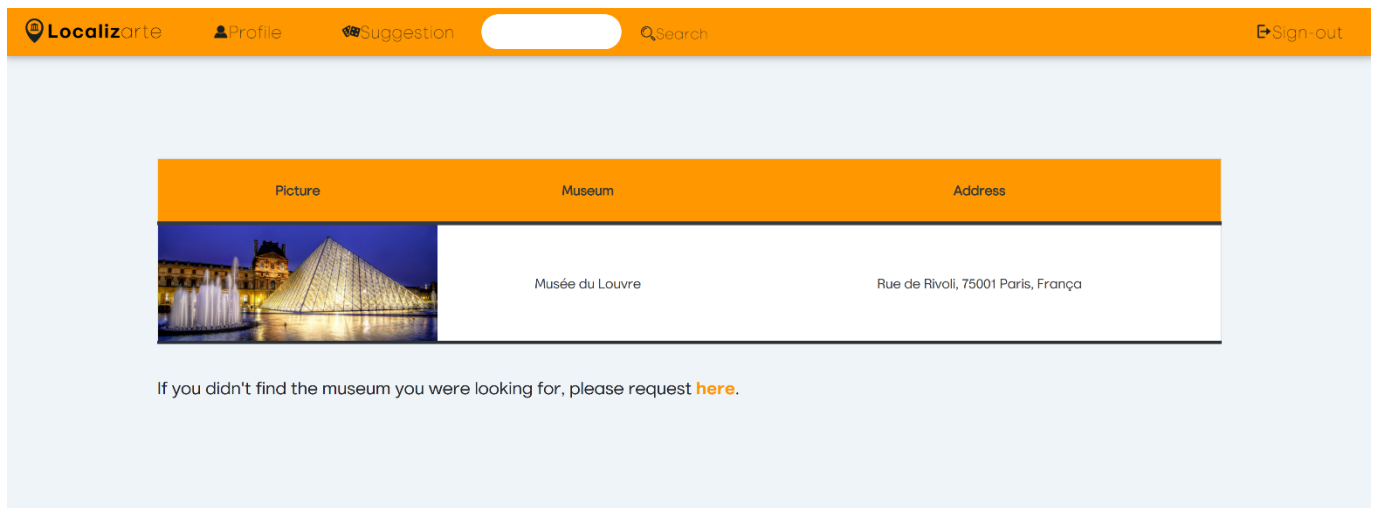 Localizarte Profile Suggestion Search Sign-out
Picture Museum Address
Musée du Louvre Rue de Rivoli, 75001 Paris, França
If you didn't find the museum you were looking for, please request here.